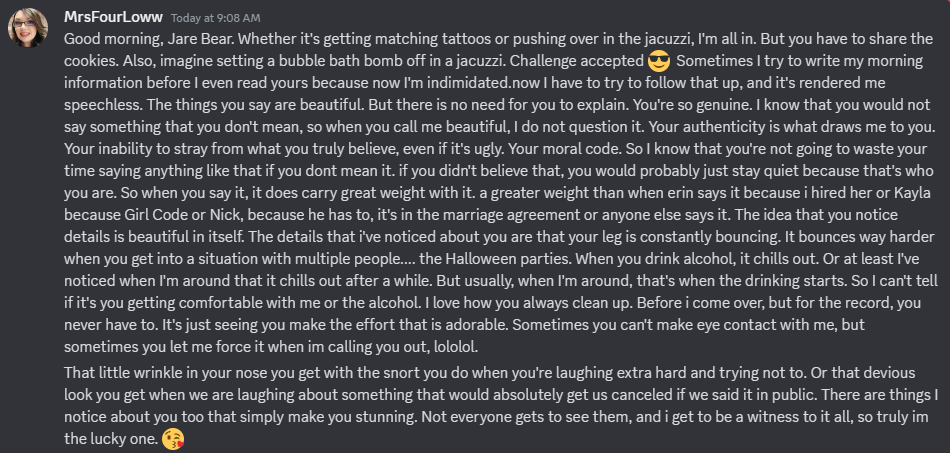 MrsFourLoww Today at 9:08 AM
Good morning, Jare Bear. Whether it's getting matching tattoos or pushing over in the jacuzzi, I'm all in. But you have to share the
cookies. Also, imagine setting a bubble bath bomb off in a jacuzzi. Challenge accepted 😎 Sometimes I try to write my morning
information before I even read yours because now I'm indimidated.now I have to try to follow that up, and it's rendered me
speechless. The things you say are beautiful. But there is no need for you to explain. You're so genuine. I know that you would not
say something that you don't mean, so when you call me beautiful, I do not question it. Your authenticity is what draws me to you.
Your inability to stray from what you truly believe, even if it's ugly. Your moral code. So I know that you're not going to waste your
time saying anything like that if you dont mean it. if you didn't believe that, you would probably just stay quiet because that's who
you are. So when you say it, it does carry great weight with it. a greater weight than when erin says it because i hired her or Kayla
because Girl Code or Nick, because he has to, it's in the marriage agreement or anyone else says it. The idea that you notice
details is beautiful in itself. The details that i've noticed about you are that your leg is constantly bouncing. It bounces way harder
when you get into a situation with multiple people.... the Halloween parties. When you drink alcohol, it chills out. Or at least I've
noticed when I'm around that it chills out after a while. But usually, when I'm around, that's when the drinking starts. So I can't tell
if it's you getting comfortable with me or the alcohol. I love how you always clean up. Before i come over, but for the record, you
never have to. It's just seeing you make the effort that is adorable. Sometimes you can't make eye contact with me, but
sometimes you let me force it when im calling you out, lololol.
That little wrinkle in your nose you get with the snort you do when you're laughing extra hard and trying not to. Or that devious
look you get when we are laughing about something that would absolutely get us canceled if we said it in public. There are things I
notice about you too that simply make you stunning. Not everyone gets to see them, and i get to be a witness to it all, so truly im
the lucky one. 😘